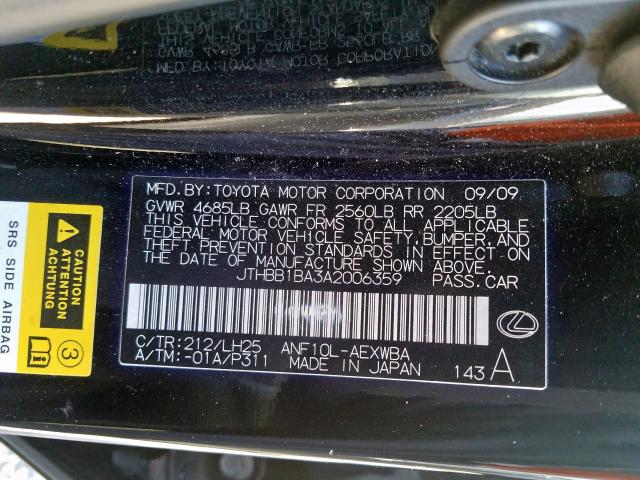 MFD. BY: TOYOTA MOTOR CORPORATION 09/09
GVWR 4685LB GAWR FR 2560LB RR 2205LB
THIS VEHICLE CONFORMS TO ALL APPLICABLE
FEDERAL MOTOR VEHICLE SAFETY, BUMPER, AND
THEFT PREVENTION STANDARDS IN EFFECT ON
THE DATE OF MANUFACTURE SHOWN ABOVE.
JTHBB1BA3A2006359 PASS. CAR
C/TR: 212/LH25 ANF10L-AEXWBA
A/TM: -01A/P311 MADE IN JAPAN 143 A
CAUTION
ATTENTION
ACHTUNG
SRS SIDE AIRBAG
3